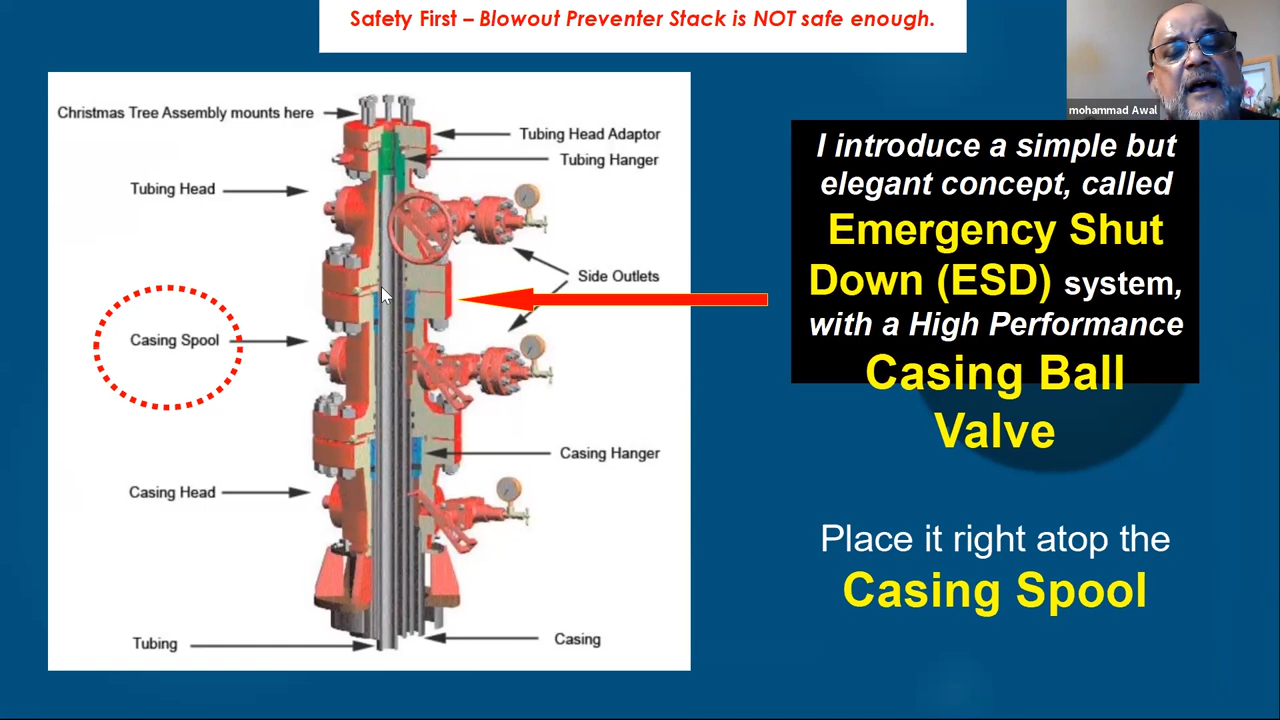 Safety First – Blowout Preventer Stack is NOT safe enough.
mohammad Awal
Christmas Tree Assembly mounts here
Tubing Head Adaptor
Tubing Hanger
Tubing Head
Side Outlets
Casing Spool
Casing Hanger
Casing Head
Tubing
Casing
I introduce a simple but
elegant concept, called
Emergency Shut
Down (ESD) system,
with a High Performance
Casing Ball
Valve
Place it right atop the
Casing Spool